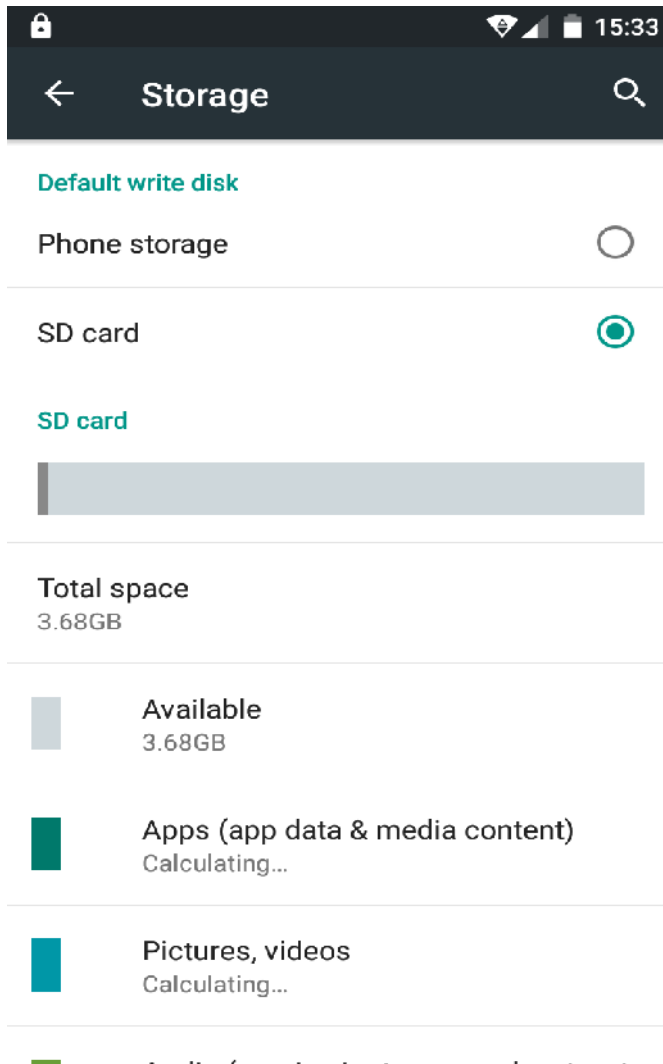 15:33
Storage
Default write disk
Phone storage
SD card
SD card
Total space
3.68GB
Available
3.68GB
Apps (app data & media content)
Calculating...
Pictures, videos
Calculating...